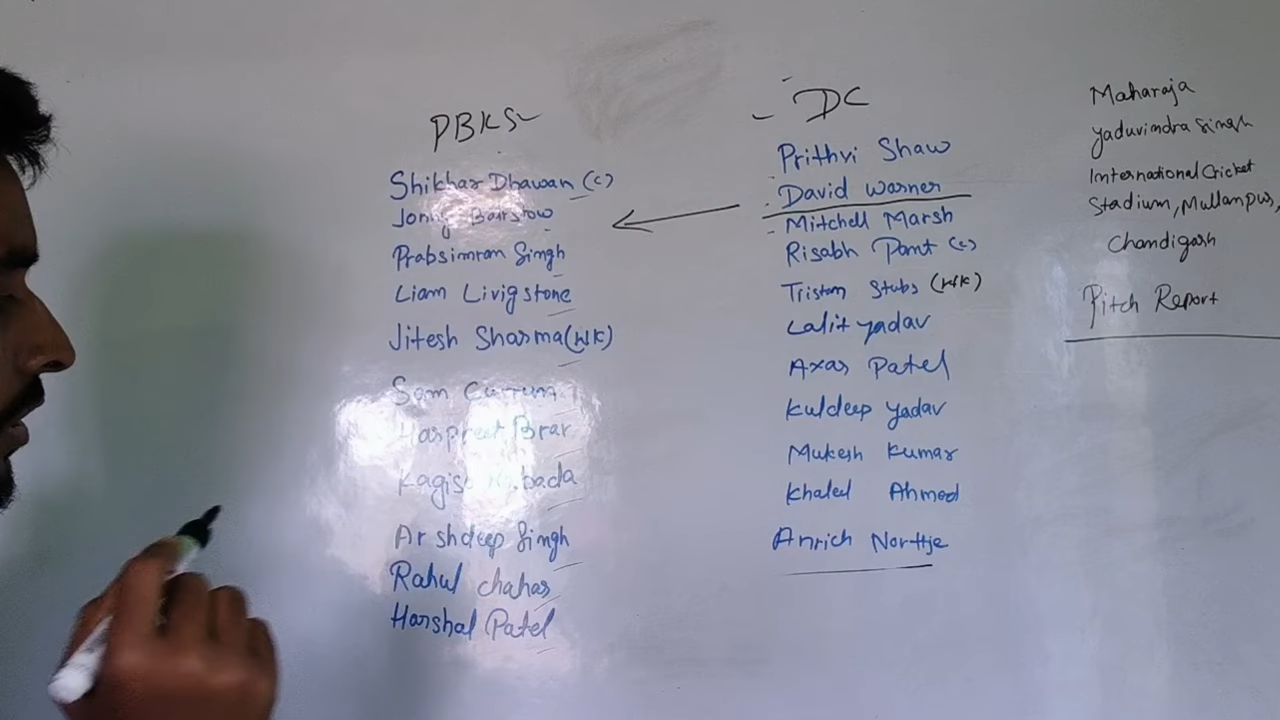 PBKS
Shikhar Dhawan (c)
Jonny Bairstow
Prabsimran Singh
Liam Livigstone
Jitesh Sharma (WK)
Sam Curran
Harpreet Brar
Kagiso Rabada
Arshdeep Singh
Rahul chahar
Harshal Patel
DC
Prithvi Shaw
David Warner
Mitchell Marsh
Risabh Pant (c)
Tristan Stubs (WK)
Lalit yadav
Axar Patel
Kuldeep yadav
Mukesh Kumar
Khaled Ahmed
Anrich Nortje
Maharaja
yaduvindra Singh
International Cricket
Stadium, Mullanpur,
Chandigarh
Pitch Report